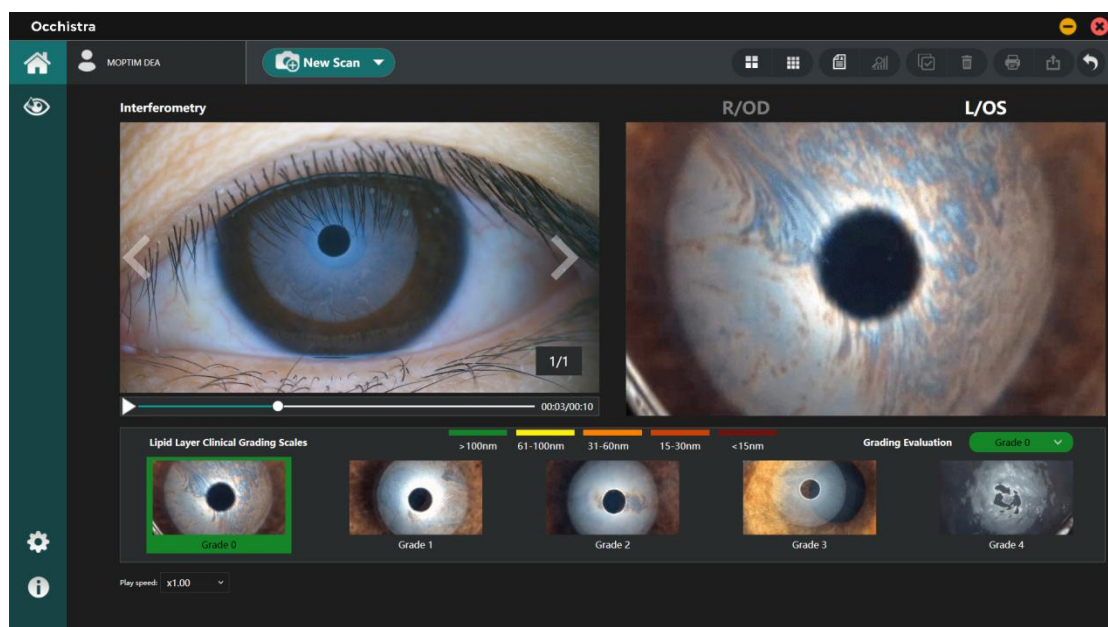 Occhistra
MOPTIM DEA
New Scan
Interferometry
R/OD L/OS
1/1
00:03/00:10
Lipid Layer Clinical Grading Scales
>100nm 61-100nm 31-60nm 15-30nm <15nm
Grading Evaluation Grade 0
Grade 0 Grade 1 Grade 2 Grade 3 Grade 4
Play speed: x1.00